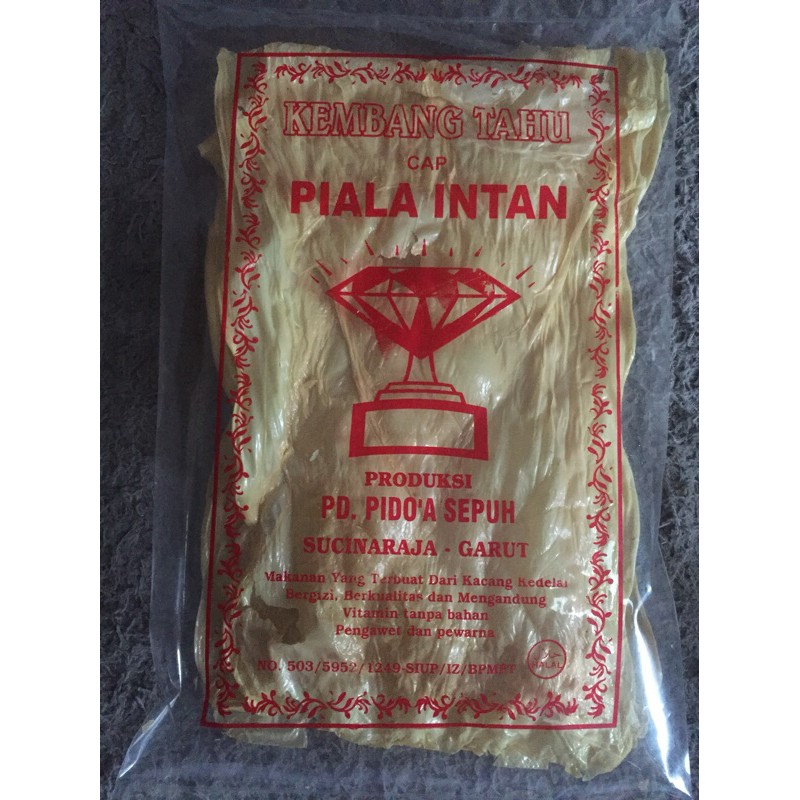 KEMBANG TAHU
CAP
PIALA INTAN
PRODUKSI
PD. PIDO'A SEPUH
SUCINARAJA - GARUT
Makanan Yang Terbuat Dari Kacang Kedelai
Bergizi, Berkualitas dan Mengandung
Vitamin tanpa bahan
Pengawet dan pewarna
NO. 503/5952/1249-SIUP/IZ/BPMPT
حلال
HALAL